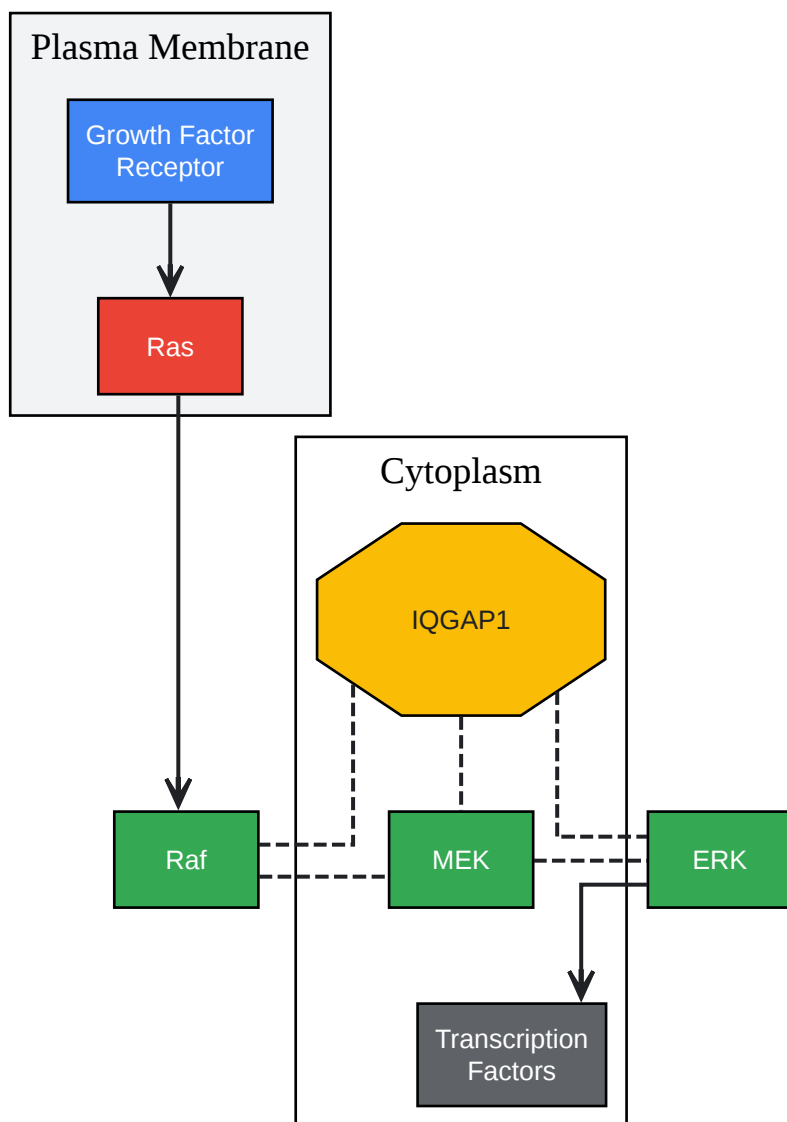 Plasma Membrane
Growth Factor
Receptor
Ras
Cytoplasm
IQGAP1
Raf
MEK
ERK
Transcription
Factors